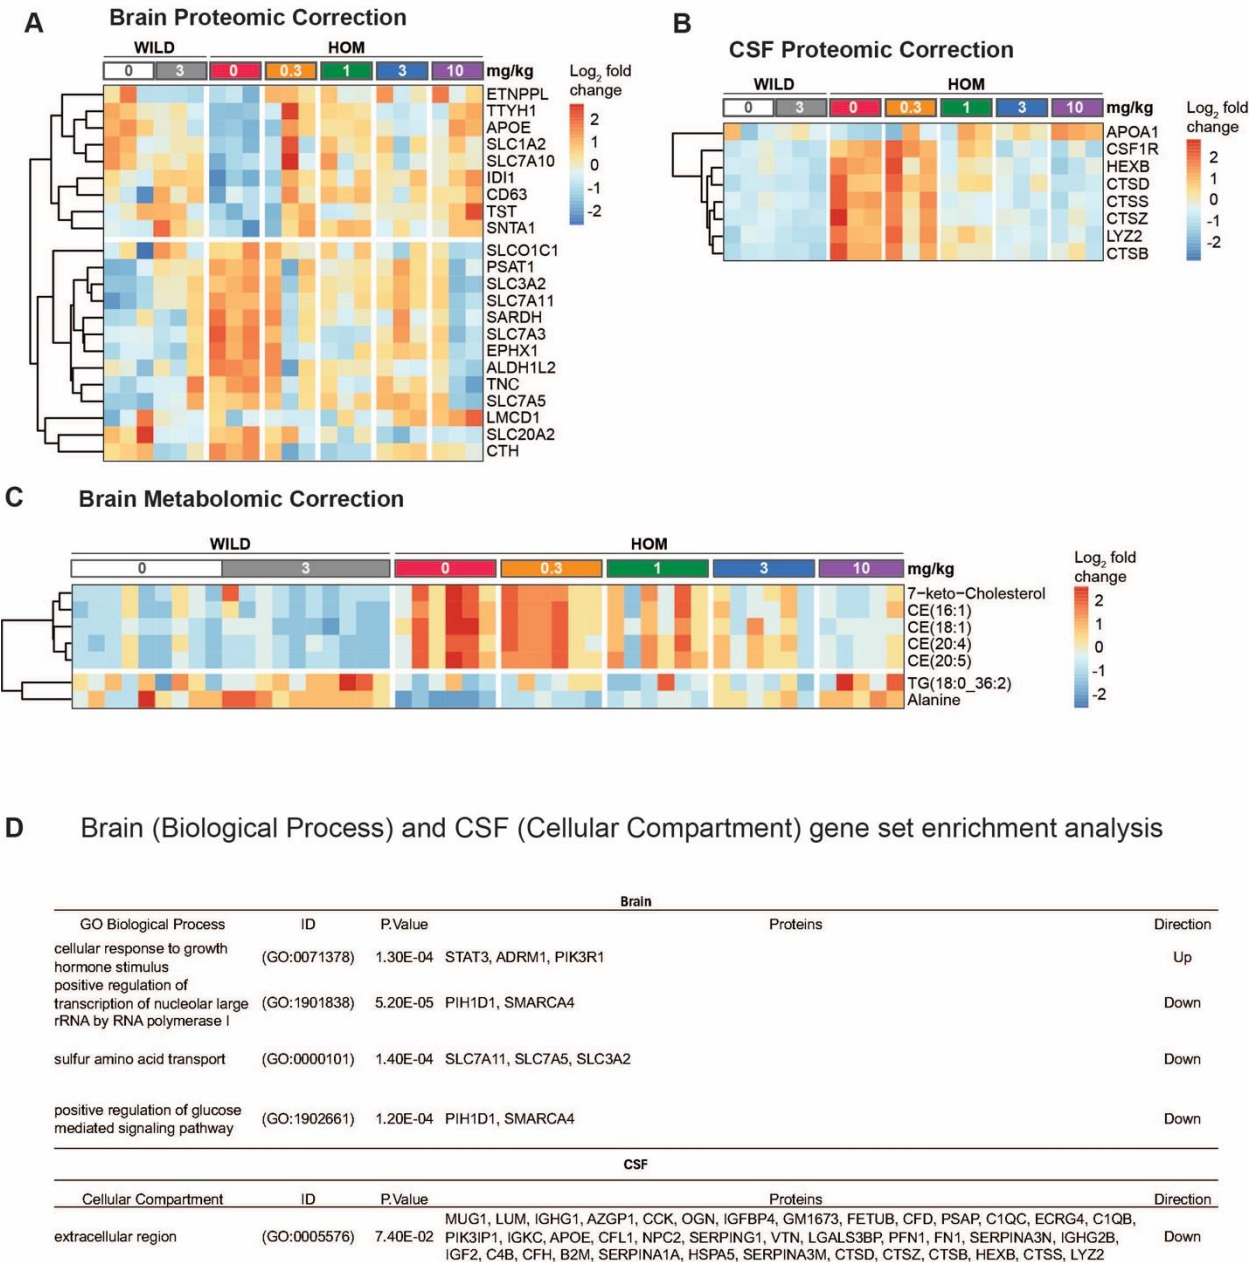 A
Brain Proteomic Correction
WILD HOM
0 3 0 0.3 1 3 10 mg/kg
Log2 fold
change
2
1
0
-1
-2
ETNPPL
TTYH1
APOE
SLC1A2
SLC7A10
IDI1
CD63
TST
SNTA1
SLCO1C1
PSAT1
SLC3A2
SLC7A11
SARDH
SLC7A3
EPHX1
ALDH1L2
TNC
SLC7A5
LMCD1
SLC20A2
CTH
B
CSF Proteomic Correction
WILD HOM
0 3 0 0.3 1 3 10 mg/kg
Log2 fold
change
2
1
0
-1
-2
APOA1
CSF1R
HEXB
CTSD
CTSS
CTSZ
LYZ2
CTSB
C
Brain Metabolomic Correction
WILD HOM
0 3 0 0.3 1 3 10 mg/kg
Log2 fold
change
2
1
0
-1
-2
7−keto−Cholesterol
CE(16:1)
CE(18:1)
CE(20:4)
CE(20:5)
TG(18:0_36:2)
Alanine
D
Brain (Biological Process) and CSF (Cellular Compartment) gene set enrichment analysis
Brain
GO Biological Process ID P.Value Proteins Direction
cellular response to growth
hormone stimulus (GO:0071378) 1.30E-04 STAT3, ADRM1, PIK3R1 Up
positive regulation of
transcription of nucleolar large (GO:1901838) 5.20E-05 PIH1D1, SMARCA4 Down
rRNA by RNA polymerase I
sulfur amino acid transport (GO:0000101) 1.40E-04 SLC7A11, SLC7A5, SLC3A2 Down
positive regulation of glucose
mediated signaling pathway (GO:1902661) 1.20E-04 PIH1D1, SMARCA4 Down
CSF
Cellular Compartment ID P.Value Proteins Direction
MUG1, LUM, IGHG1, AZGP1, CCK, OGN, IGFBP4, GM1673, FETUB, CFD, PSAP, C1QC, ECRG4, C1QB,
extracellular region (GO:0005576) 7.40E-02 PIK3IP1, IGKC, APOE, CFL1, NPC2, SERPING1, VTN, LGALS3BP, PFN1, FN1, SERPINA3N, IGHG2B, Down
IGF2, C4B, CFH, B2M, SERPINA1A, HSPA5, SERPINA3M, CTSD, CTSZ, CTSB, HEXB, CTSS, LYZ2